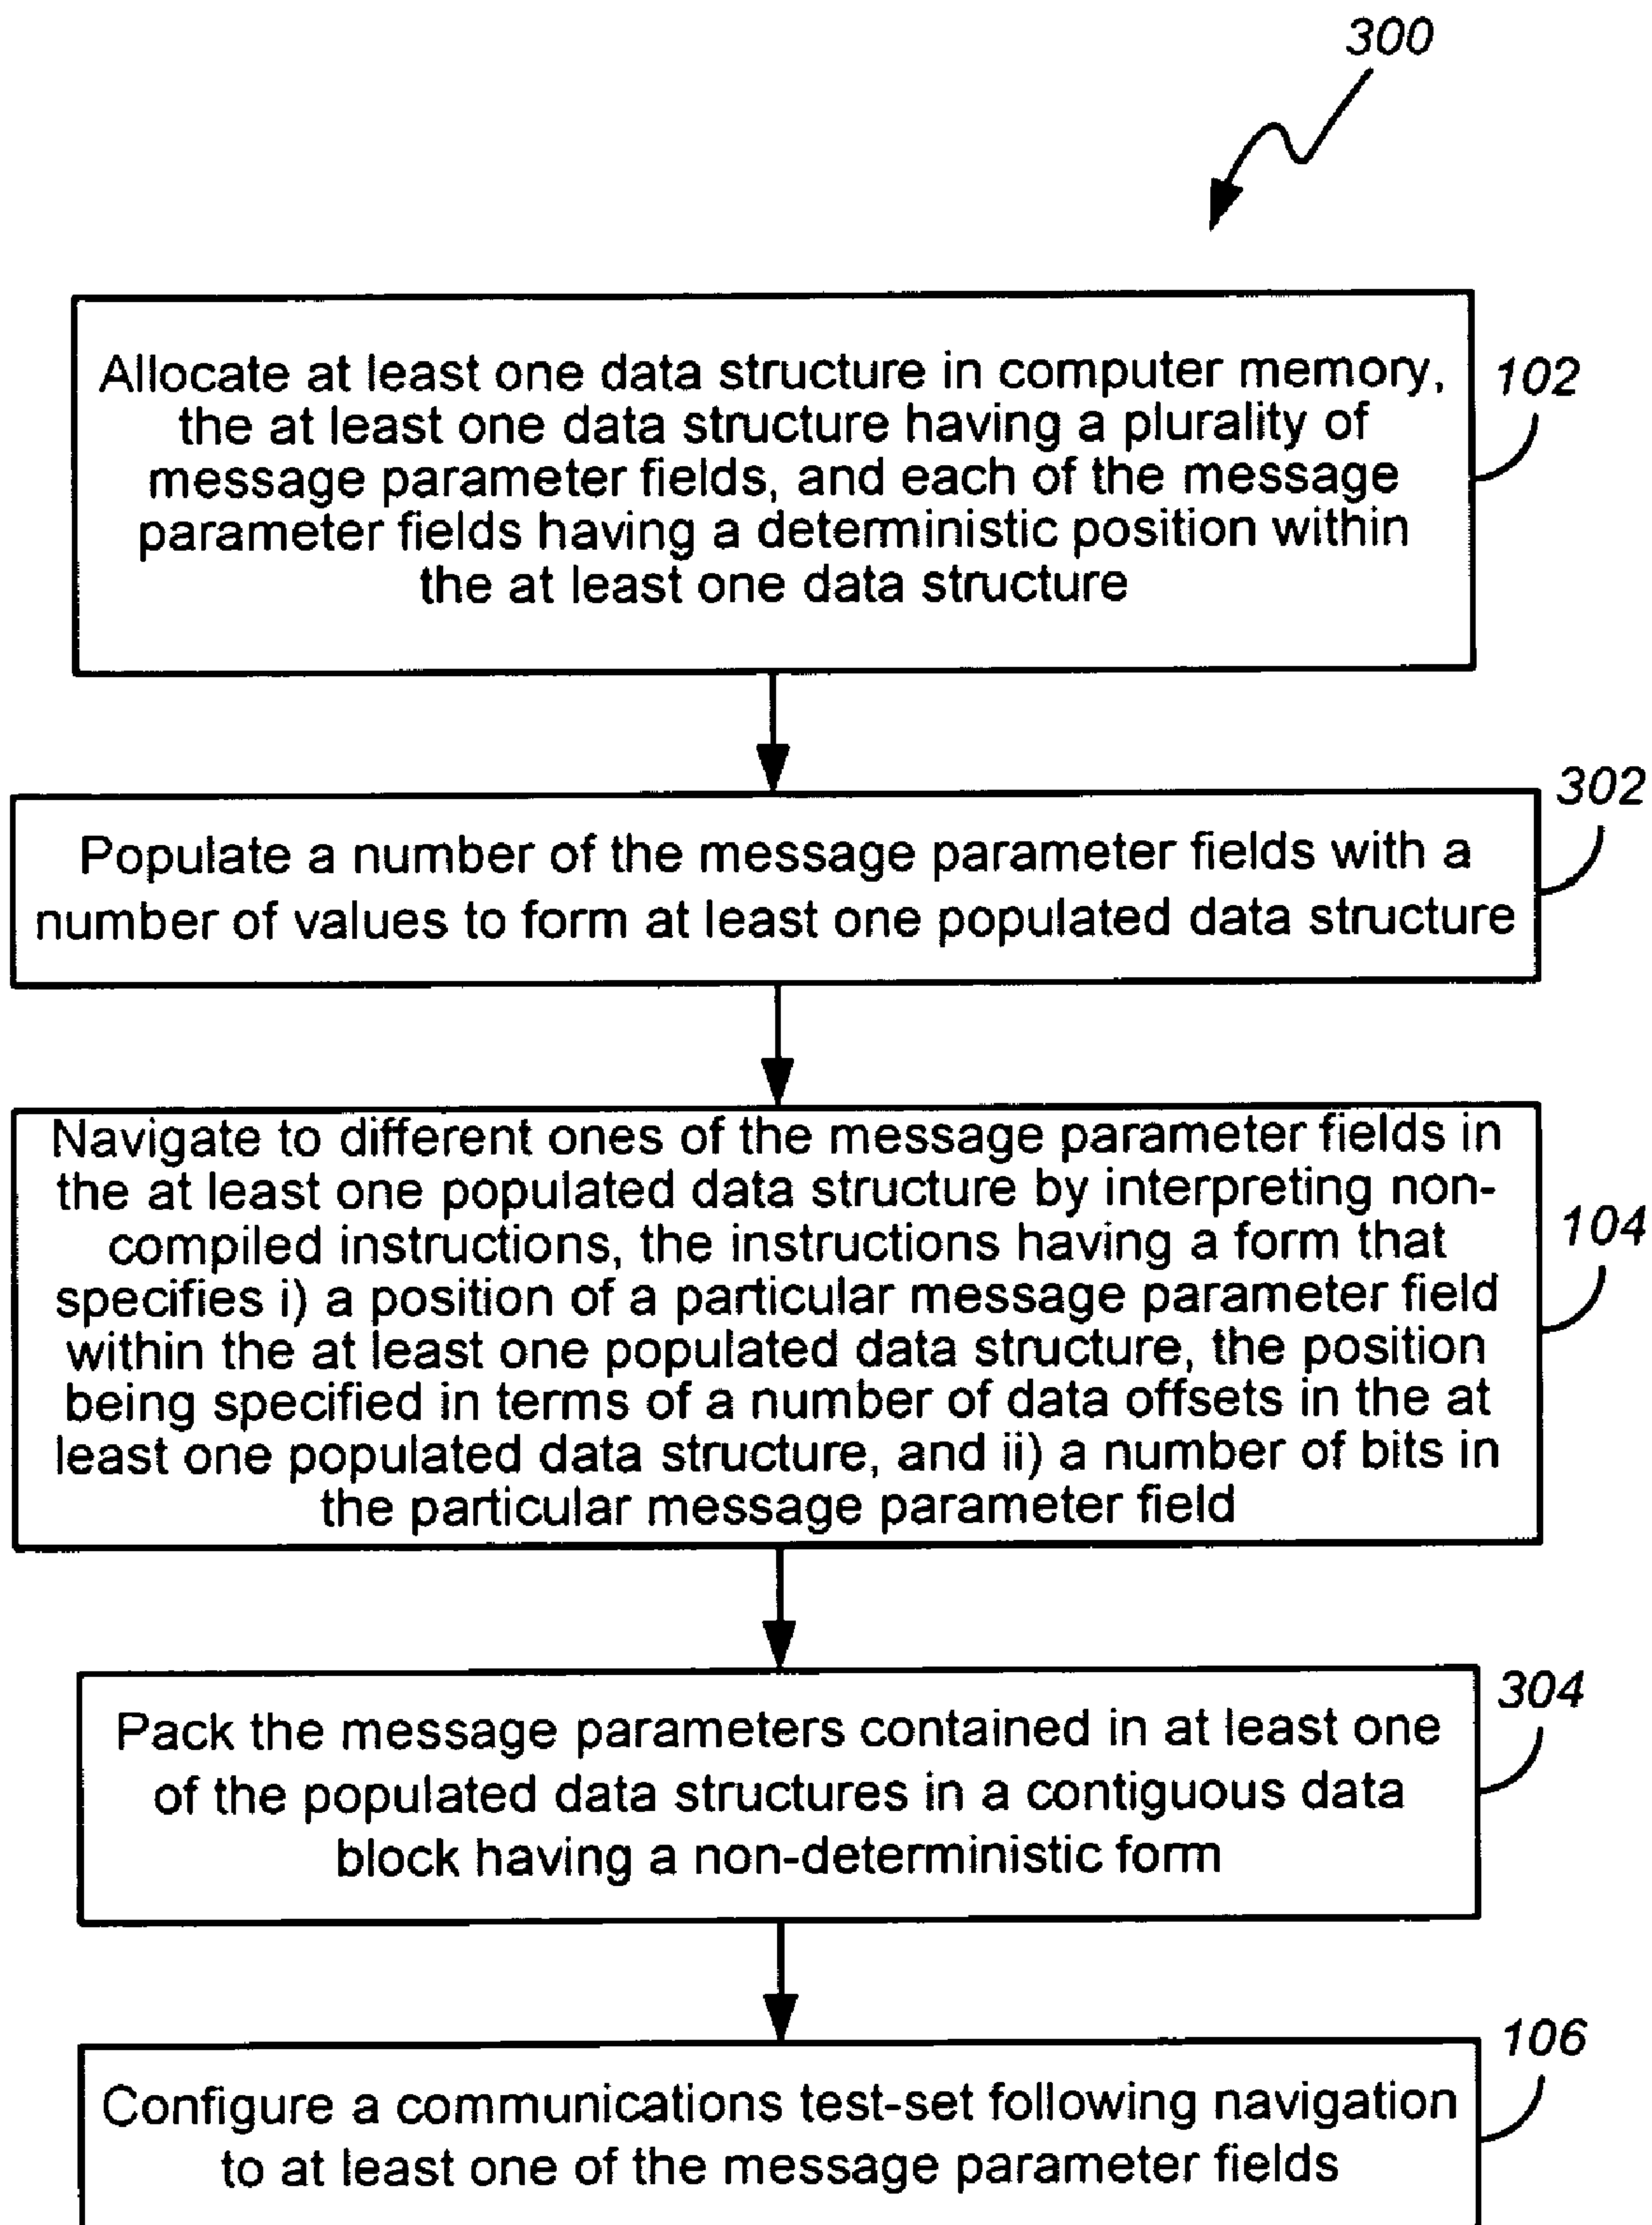 300
Allocate at least one data structure in computer memory,
the at least one data structure having a plurality of
message parameter fields, and each of the message
parameter fields having a deterministic position within
the at least one data structure
102
Populate a number of the message parameter fields with a
number of values to form at least one populated data structure
302
Navigate to different ones of the message parameter fields in
the at least one populated data structure by interpreting non-
compiled instructions, the instructions having a form that
specifies i) a position of a particular message parameter field
within the at least one populated data structure, the position
being specified in terms of a number of data offsets in the at
least one populated data structure, and ii) a number of bits in
the particular message parameter field
104
Pack the message parameters contained in at least one
of the populated data structures in a contiguous data
block having a non-deterministic form
304
Configure a communications test-set following navigation
to at least one of the message parameter fields
106